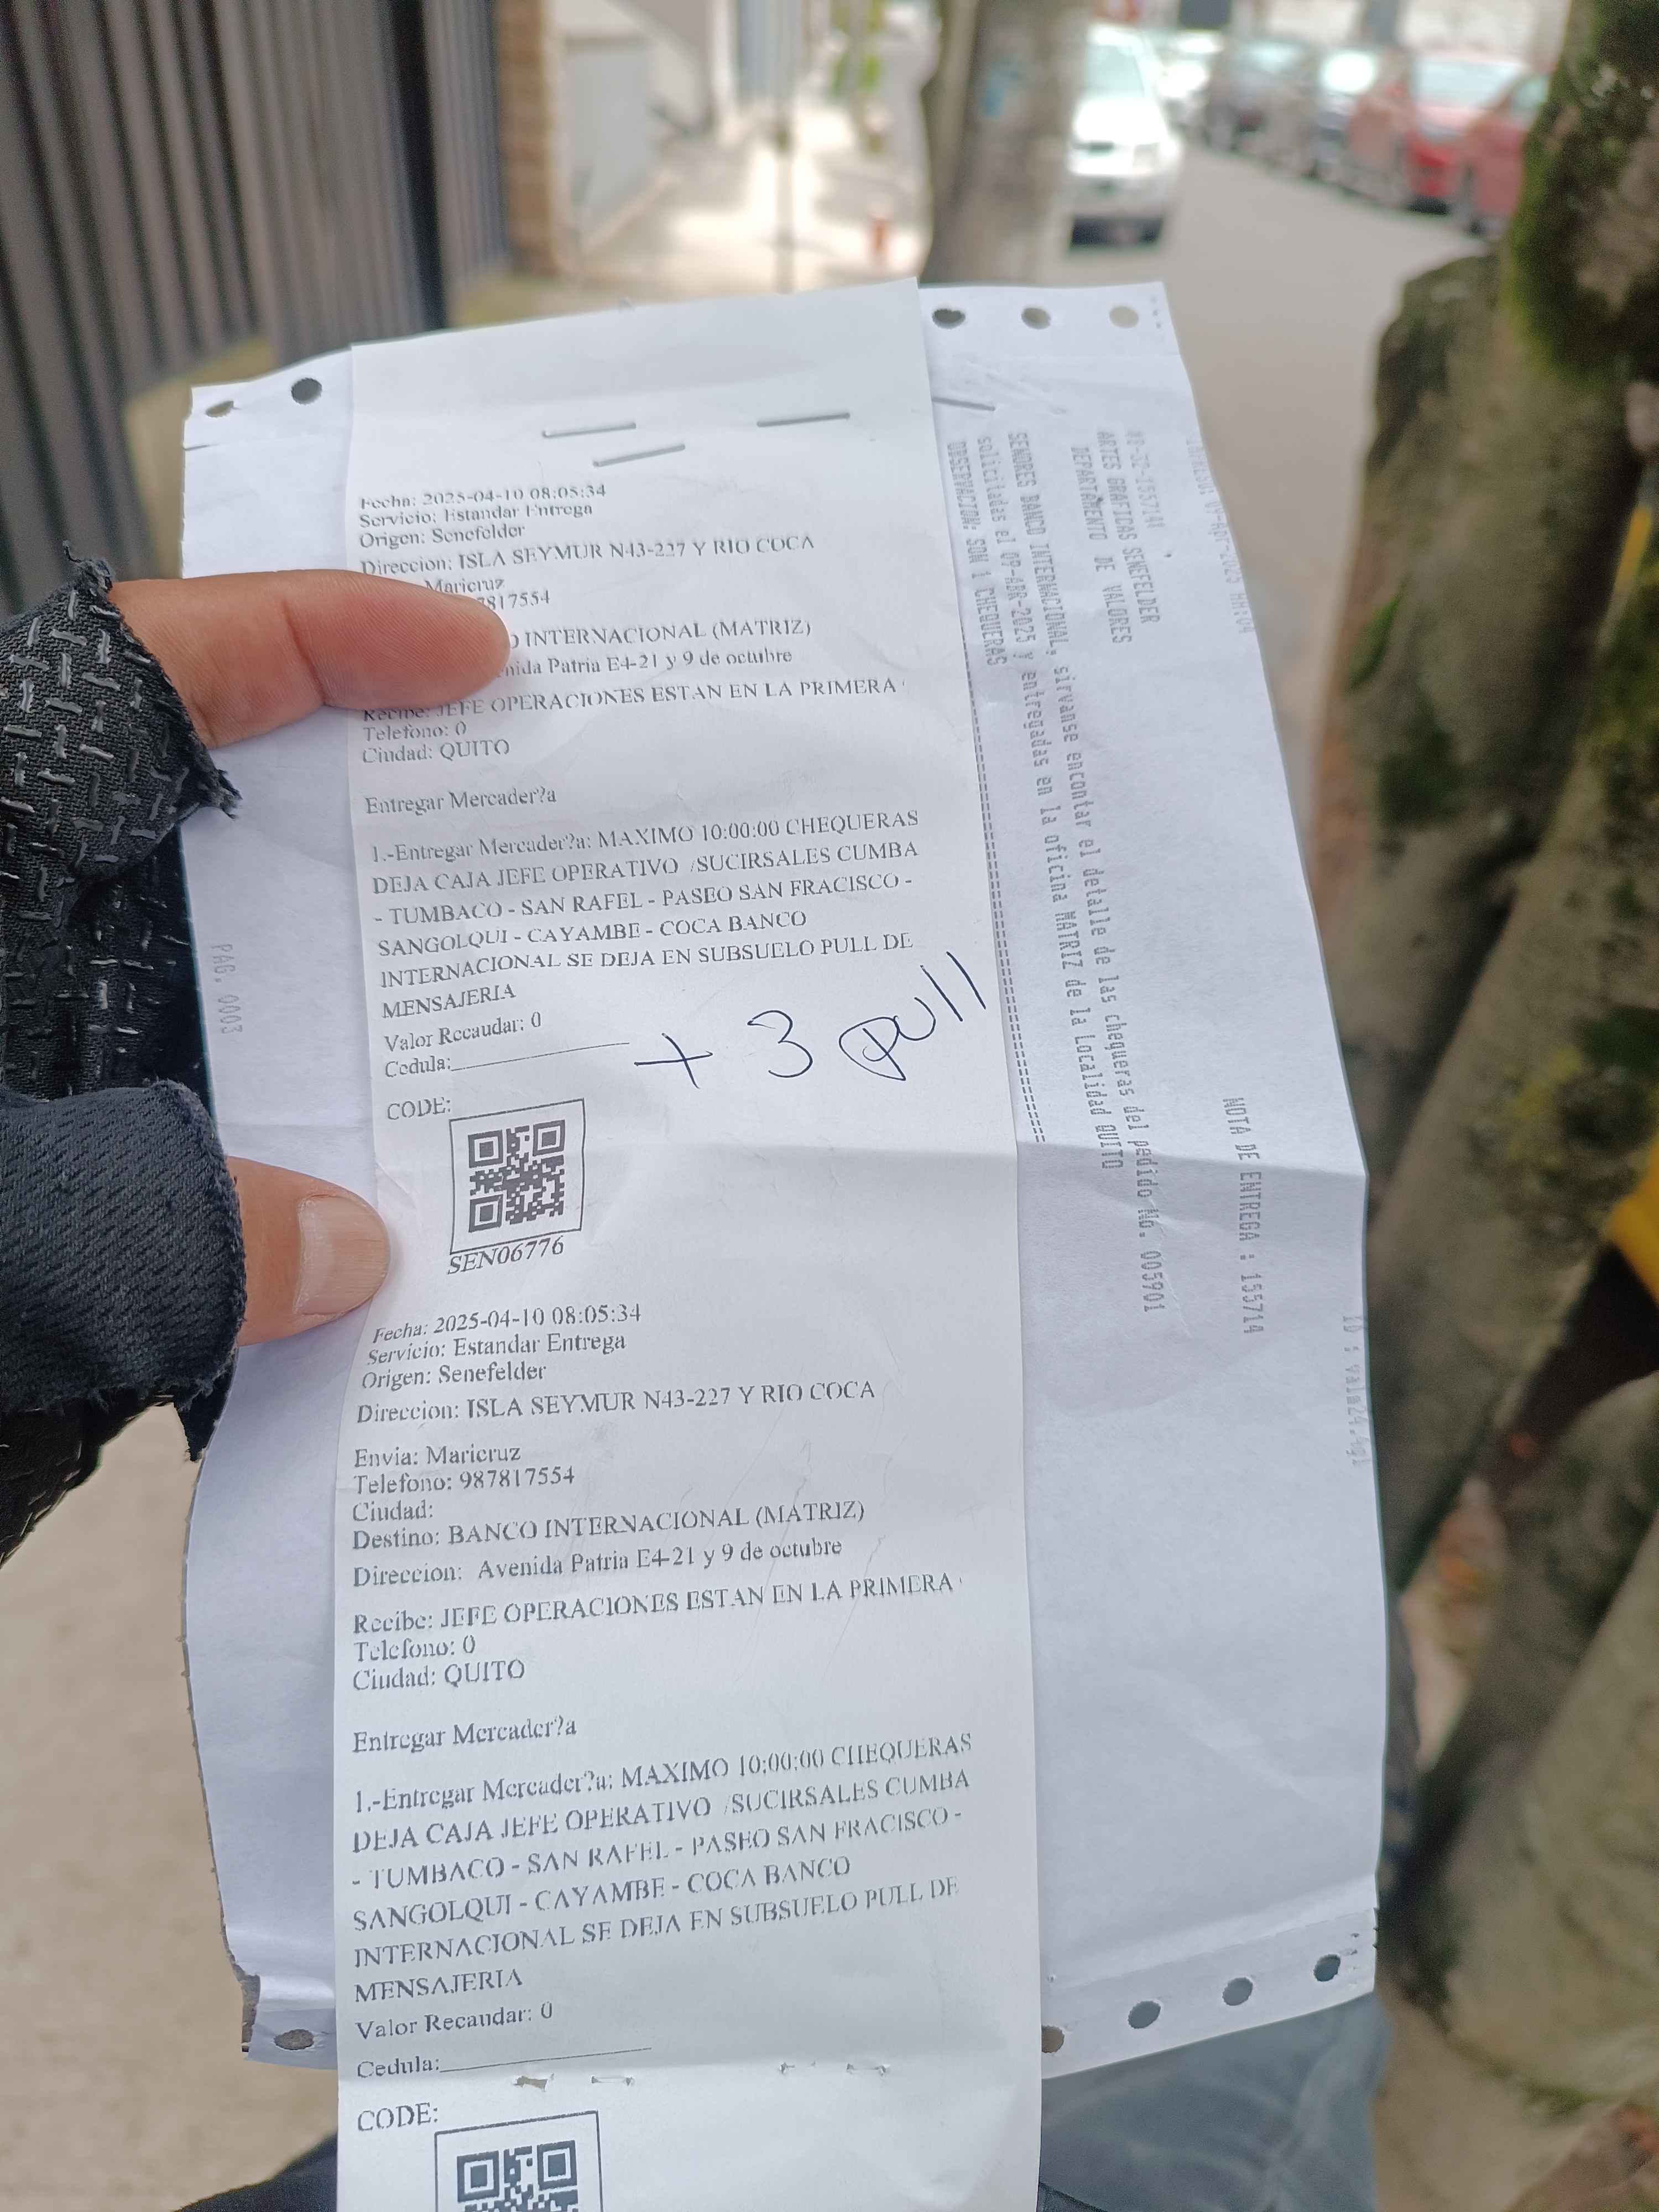 Fecha: 2025-04-10 08:05:34
Servicio: Estandar Entrega
Origen: Senefelder
Direccion: ISLA SEYMUR N43-227 Y RIO COCA
Maricruz
817554
O INTERNACIONAL (MATRIZ)
nida Patria E4-21 y 9 de octubre
Recibe: JEFE OPERACIONES ESTAN EN LA PRIMERA
Telefono: 0
Ciudad: QUITO
Entregar Mercader?a
1.-Entregar Mercader?a: MAXIMO 10:00:00 CHEQUERAS
DEJA CAJA JEFE OPERATIVO /SUCIRSALES CUMBA
- TUMBACO - SAN RAFEL - PASEO SAN FRACISCO -
SANGOLQUI - CAYAMBE - COCA BANCO
INTERNACIONAL SE DEJA EN SUBSUELO PULL DE
MENSAJERIA
Valor Recaudar: 0
Cedula:
+ 3 pull
CODE:
SEN06776
Fecha: 2025-04-10 08:05:34
Servicio: Estandar Entrega
Origen: Senefelder
Direccion: ISLA SEYMUR N43-227 Y RIO COCA
Envia: Maricruz
Telefono: 987817554
Ciudad:
Destino: BANCO INTERNACIONAL (MATRIZ)
Direccion: Avenida Patria E4-21 y 9 de octubre
Recibe: JEFE OPERACIONES ESTAN EN LA PRIMERA
Telefono: 0
Ciudad: QUITO
Entregar Mercader?a
1.-Entregar Mercader?a: MAXIMO 10:00:00 CHEQUERAS
DEJA CAJA JEFE OPERATIVO /SUCIRSALES CUMBA
- TUMBACO - SAN RAFEL - PASEO SAN FRACISCO -
SANGOLQUI - CAYAMBE - COCA BANCO
INTERNACIONAL SE DEJA EN SUBSUELO PULL DE
MENSAJERIA
Valor Recaudar: 0
Cedula:
CODE:
NOTA DE ENTREGA : 155714
ARTES GRAFICAS SENEFELDER
DEPARTAMENTO DE VALORES
SENORES BANCO INTERNACIONAL, sirvanse encontar el detalle de las chequeras del pedido No. 005901
solicitadas el 09-ABR-2025 y entregadas en la oficina MATRIZ de la Localidad QUITO
OBSERVACION: SON 1 CHEQUERAS
PAG. 0003